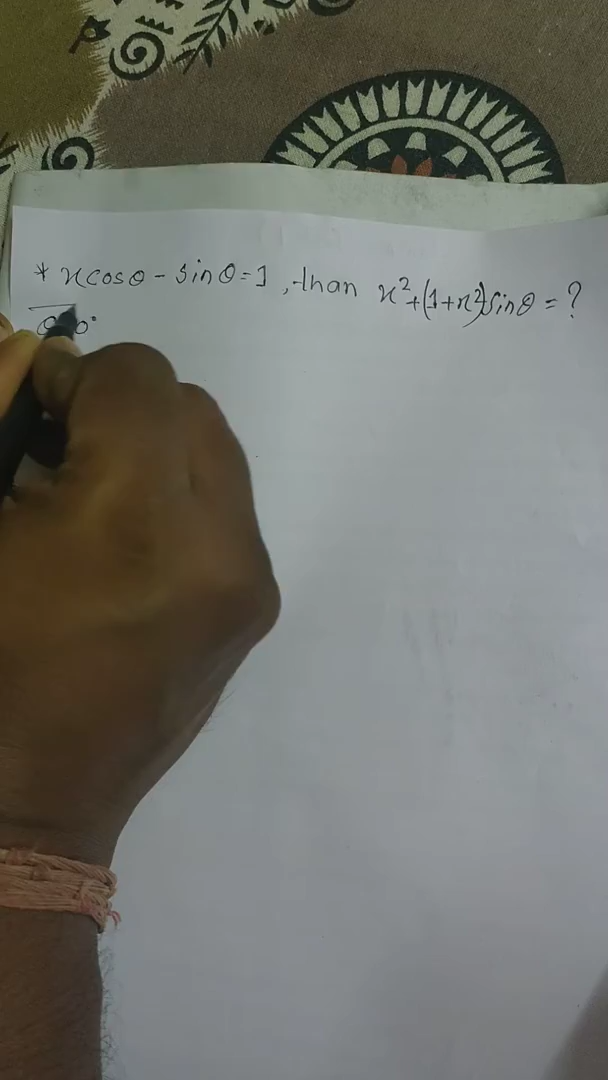 * xcosθ - sinθ=1, than x²+(1+x²)sinθ = ?